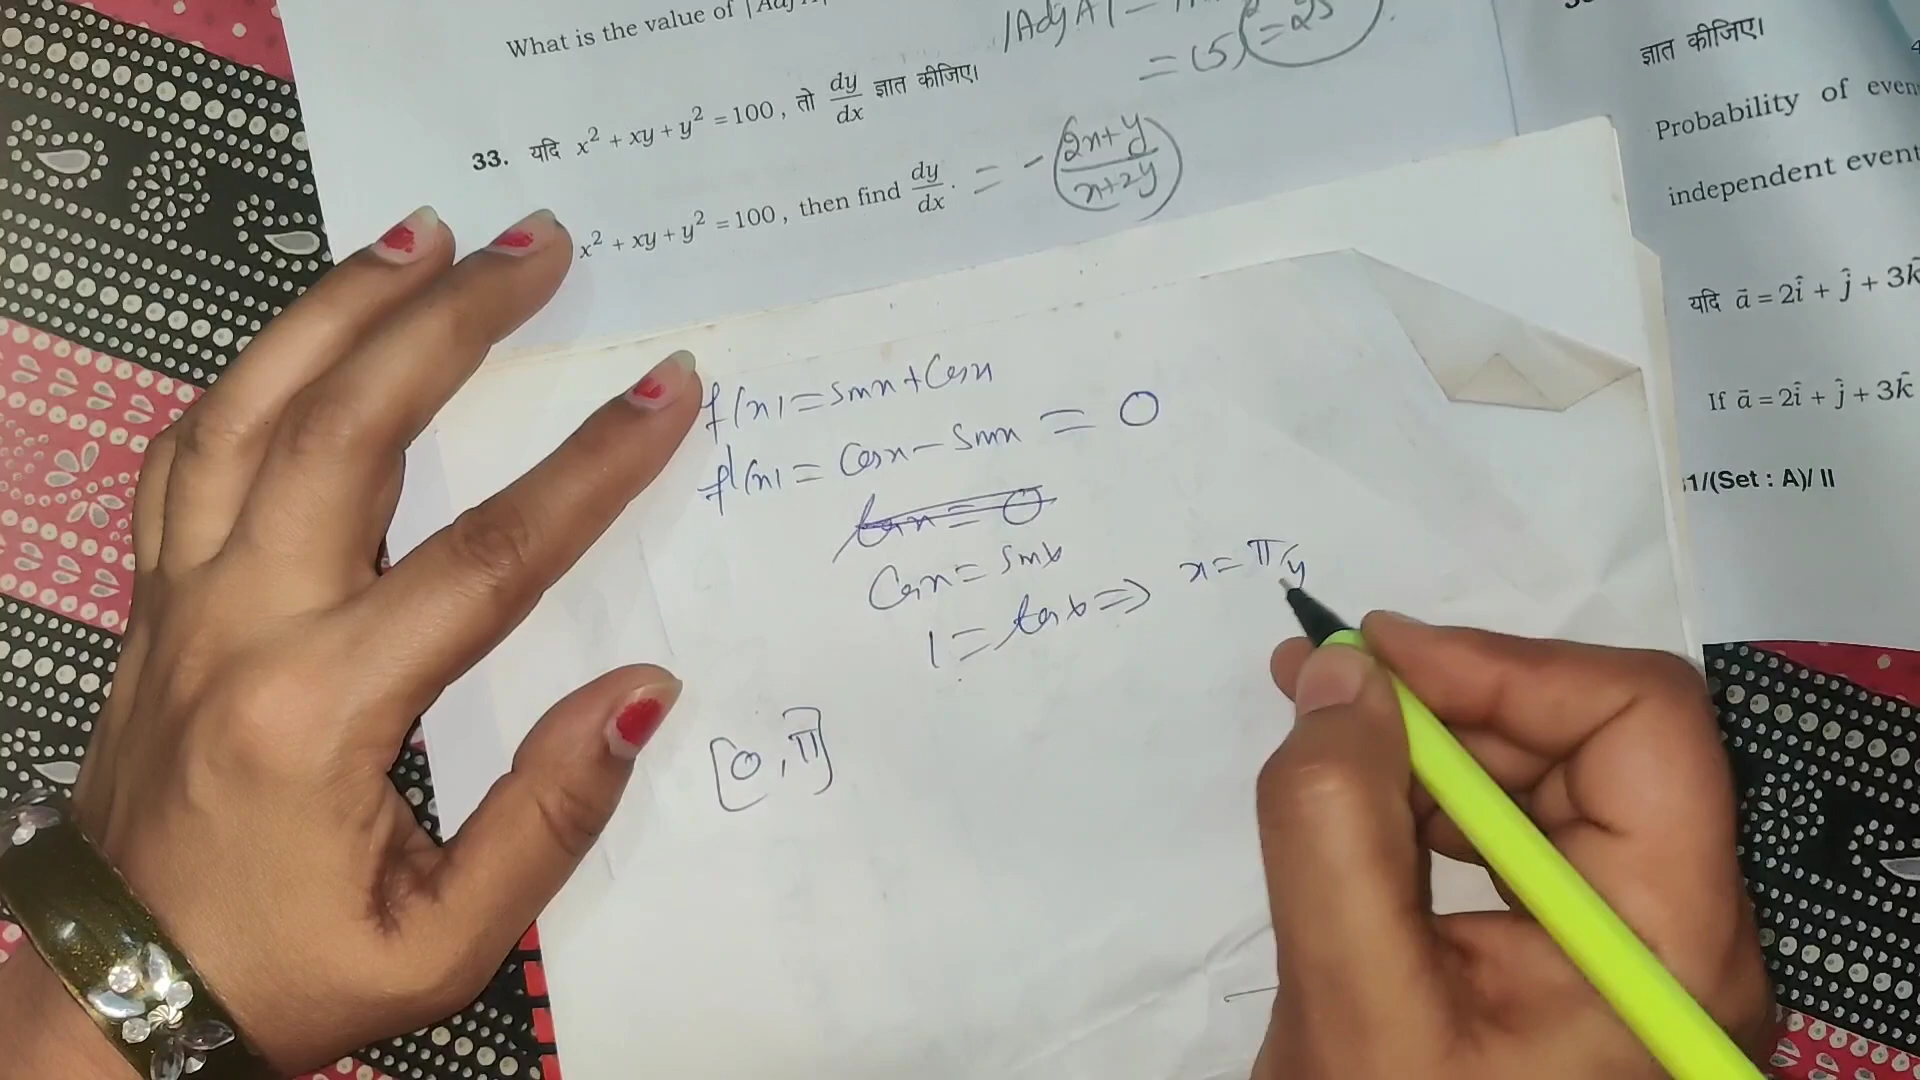 What is the value of |Adj A|
|Adj A| =
= (5)² = 25
33. यदि x² + xy + y² = 100, तो dy/dx ज्ञात कीजिए।
x² + xy + y² = 100, then find dy/dx. = -(2x+y)/(x+2y)
f(x) = sinx + cosx
f'(x) = cosx - sinx = 0
tanx = 0
cosx = sinx
1 = tanx ⇒ x = π/4
[0, π]
ज्ञात कीजिए।
Probability of even
independent event
यदि a⃗ = 2î + ĵ + 3k̂
If a⃗ = 2î + ĵ + 3k̂
1/(Set : A)/ II